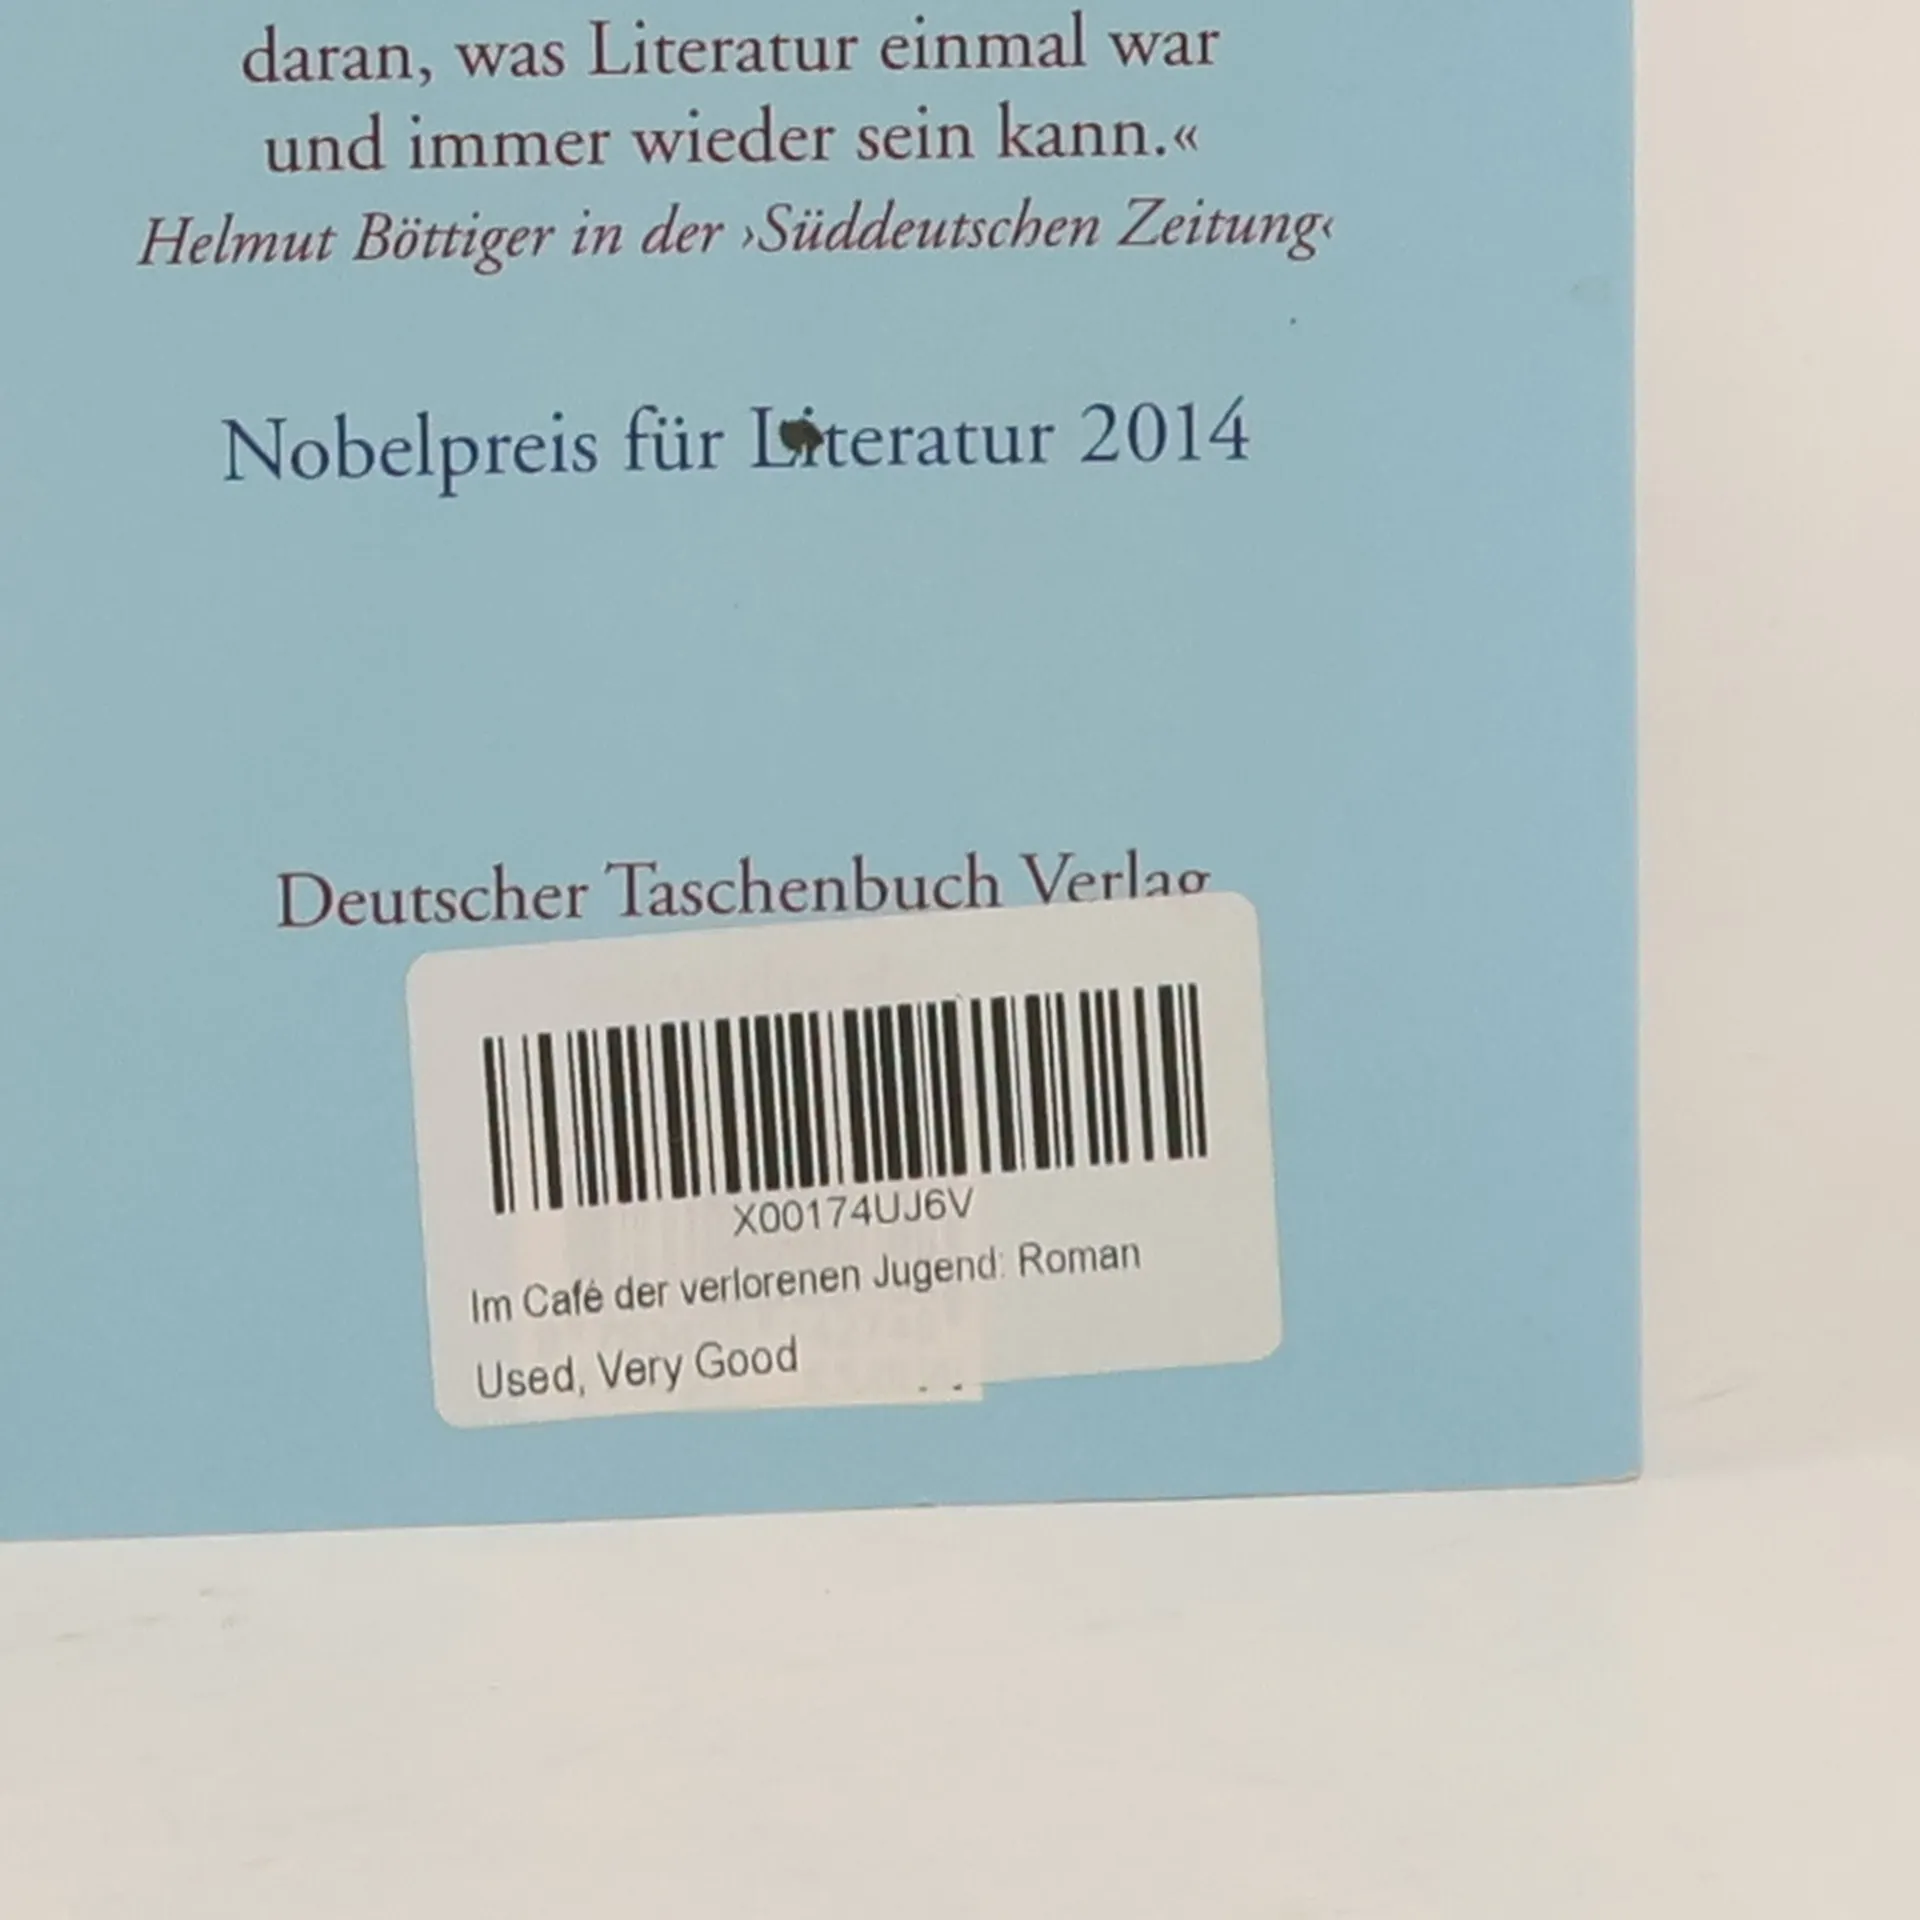 daran, was Literatur einmal war
und immer wieder sein kann.«
Helmut Böttiger in der ›Süddeutschen Zeitung‹
Nobelpreis für Literatur 2014
Deutscher Taschenbuch Verlag
X00174UJ6V
Im Café der verlorenen Jugend: Roman
Used, Very Good